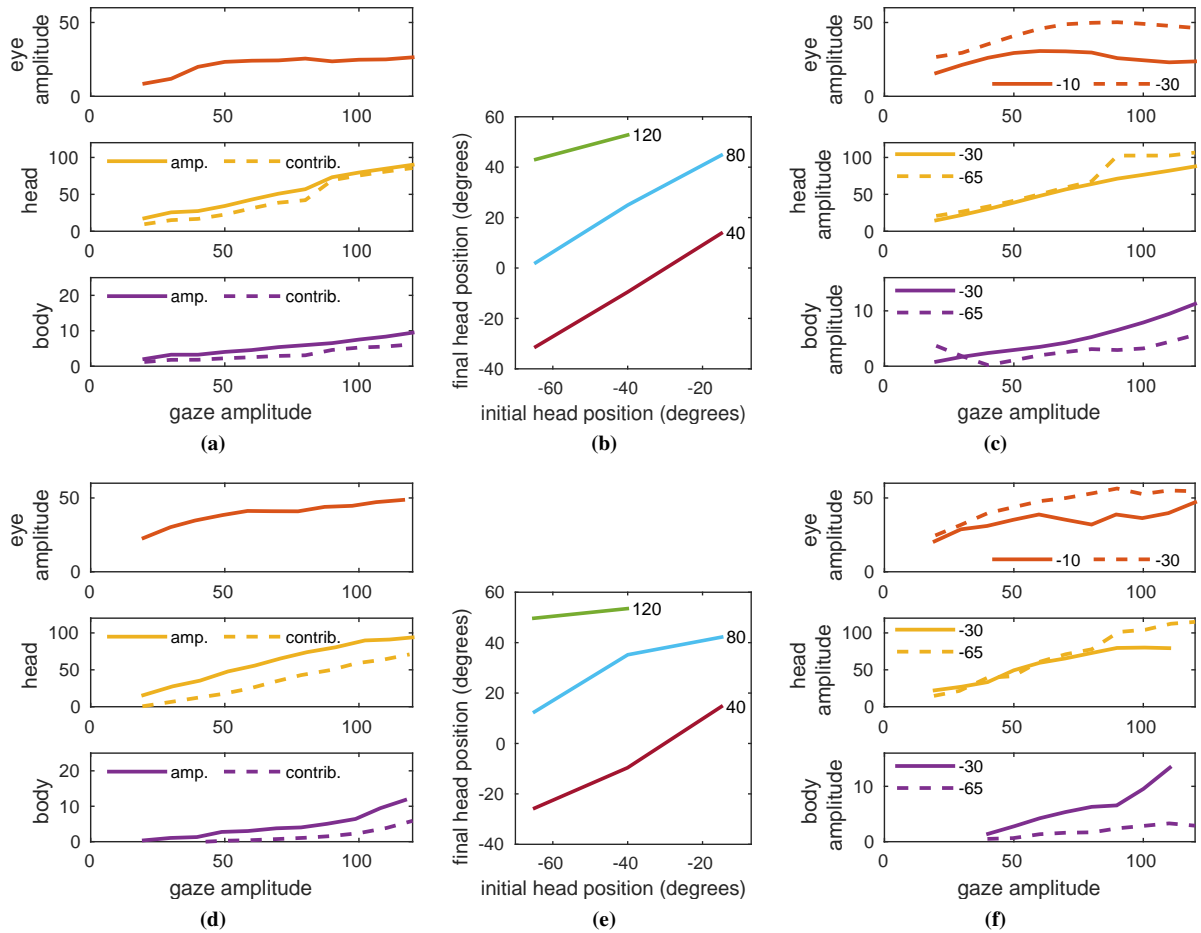 eye
amplitude
50
0
0
50
100
head
100
50
0
amp.
contrib.
0
50
100
body
20
10
0
amp.
contrib.
0
50
100
gaze amplitude
(a)
final head position (degrees)
60
40
20
0
-20
-40
120
80
40
-60
-40
-20
initial head position (degrees)
(b)
eye
amplitude
50
0
-10
-30
0
50
100
head
amplitude
100
50
0
-30
-65
0
50
100
body
amplitude
10
0
-30
-65
0
50
100
gaze amplitude
(c)
eye
amplitude
50
0
0
50
100
head
100
50
0
amp.
contrib.
0
50
100
body
20
10
0
amp.
contrib.
0
50
100
gaze amplitude
(d)
final head position (degrees)
60
40
20
0
-20
-40
120
80
40
-60
-40
-20
initial head position (degrees)
(e)
eye
amplitude
50
0
-10
-30
0
50
100
head
amplitude
100
50
0
-30
-65
0
50
100
body
amplitude
10
0
-30
-65
0
50
100
gaze amplitude
(f)